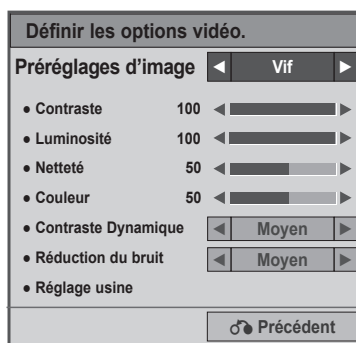 Définir les options vidéo.
Préréglages d'image ◄ Vif ►
● Contraste 100
● Luminosité 100
● Netteté 50
● Couleur 50
● Contraste Dynamique ◄ Moyen ►
● Réduction du bruit ◄ Moyen ►
● Réglage usine
Précédent